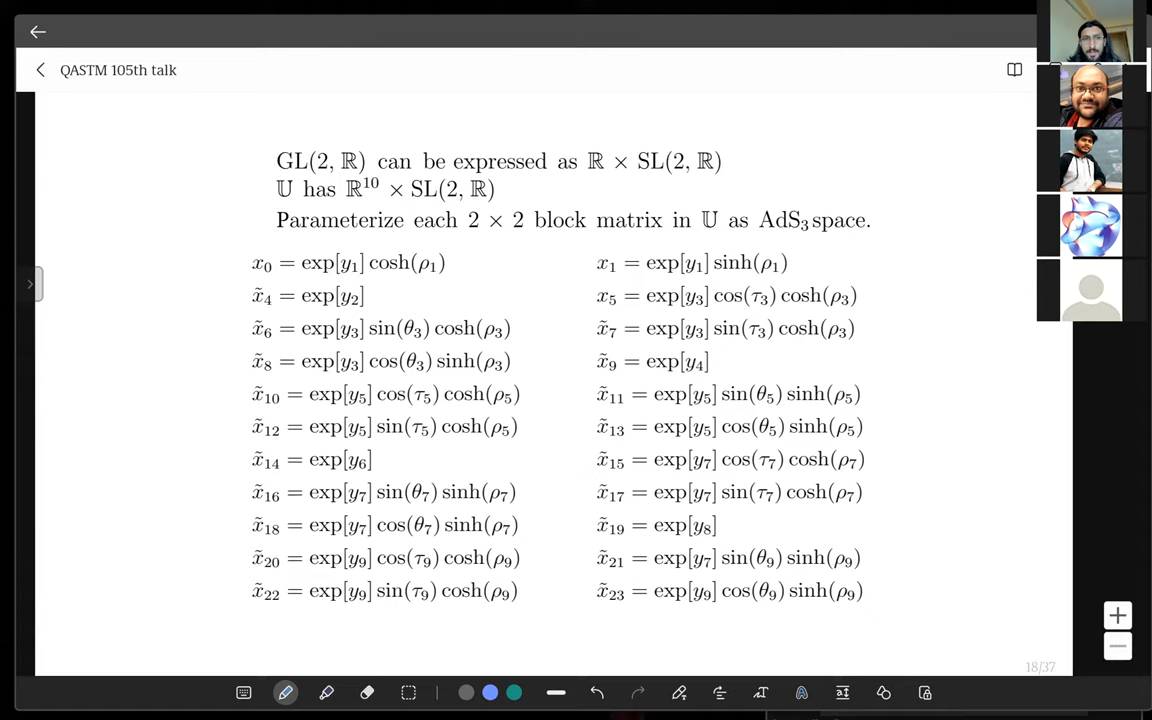 QASTM 105th talk
GL(2, ℝ) can be expressed as ℝ × SL(2, ℝ)
𝕌 has ℝ¹⁰ × SL(2, ℝ)
Parameterize each 2 × 2 block matrix in 𝕌 as AdS₃space.
x₀ = exp[y₁] cosh(ρ₁) x₁ = exp[y₁] sinh(ρ₁)
x̃₄ = exp[y₂] x₅ = exp[y₃] cos(τ₃) cosh(ρ₃)
x̃₆ = exp[y₃] sin(θ₃) cosh(ρ₃) x̃₇ = exp[y₃] sin(τ₃) cosh(ρ₃)
x̃₈ = exp[y₃] cos(θ₃) sinh(ρ₃) x̃₉ = exp[y₄]
x̃₁₀ = exp[y₅] cos(τ₅) cosh(ρ₅) x̃₁₁ = exp[y₅] sin(θ₅) sinh(ρ₅)
x̃₁₂ = exp[y₅] sin(τ₅) cosh(ρ₅) x̃₁₃ = exp[y₅] cos(θ₅) sinh(ρ₅)
x̃₁₄ = exp[y₆] x̃₁₅ = exp[y₇] cos(τ₇) cosh(ρ₇)
x̃₁₆ = exp[y₇] sin(θ₇) sinh(ρ₇) x̃₁₇ = exp[y₇] sin(τ₇) cosh(ρ₇)
x̃₁₈ = exp[y₇] cos(θ₇) sinh(ρ₇) x̃₁₉ = exp[y₈]
x̃₂₀ = exp[y₉] cos(τ₉) cosh(ρ₉) x̃₂₁ = exp[y₇] sin(θ₉) sinh(ρ₉)
x̃₂₂ = exp[y₉] sin(τ₉) cosh(ρ₉) x̃₂₃ = exp[y₉] cos(θ₉) sinh(ρ₉)
18/37